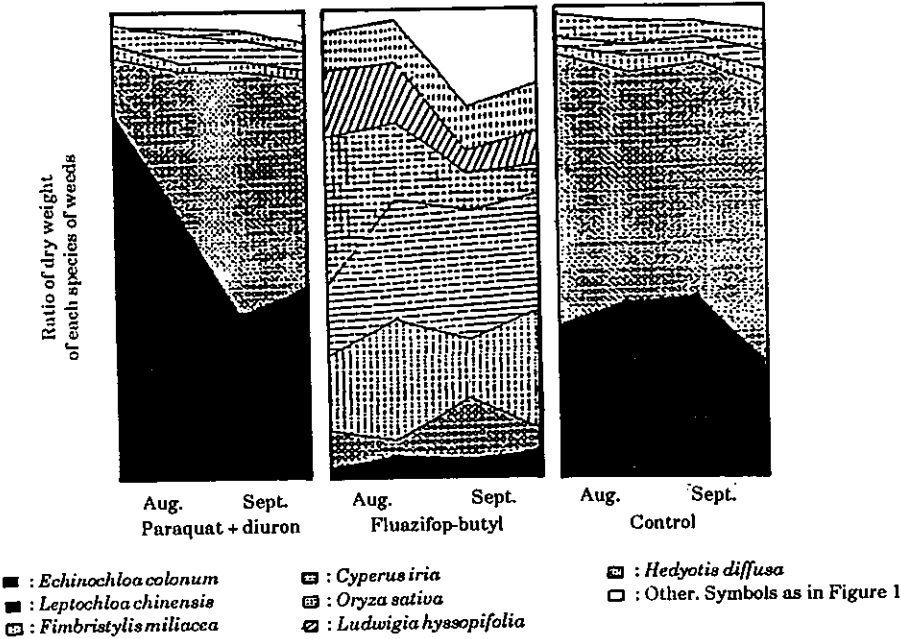 Ratio of dry weight
of each species of weeds
Aug. Sept.
Paraquat + diuron
Aug. Sept.
Fluazifop-butyl
Aug. Sept.
Control
: Echinochloa colonum
: Leptochloa chinensis
: Fimbristylis miliacea
: Cyperus iria
: Oryza sativa
: Ludwigia hyssopifolia
: Hedyotis diffusa
: Other. Symbols as in Figure 1